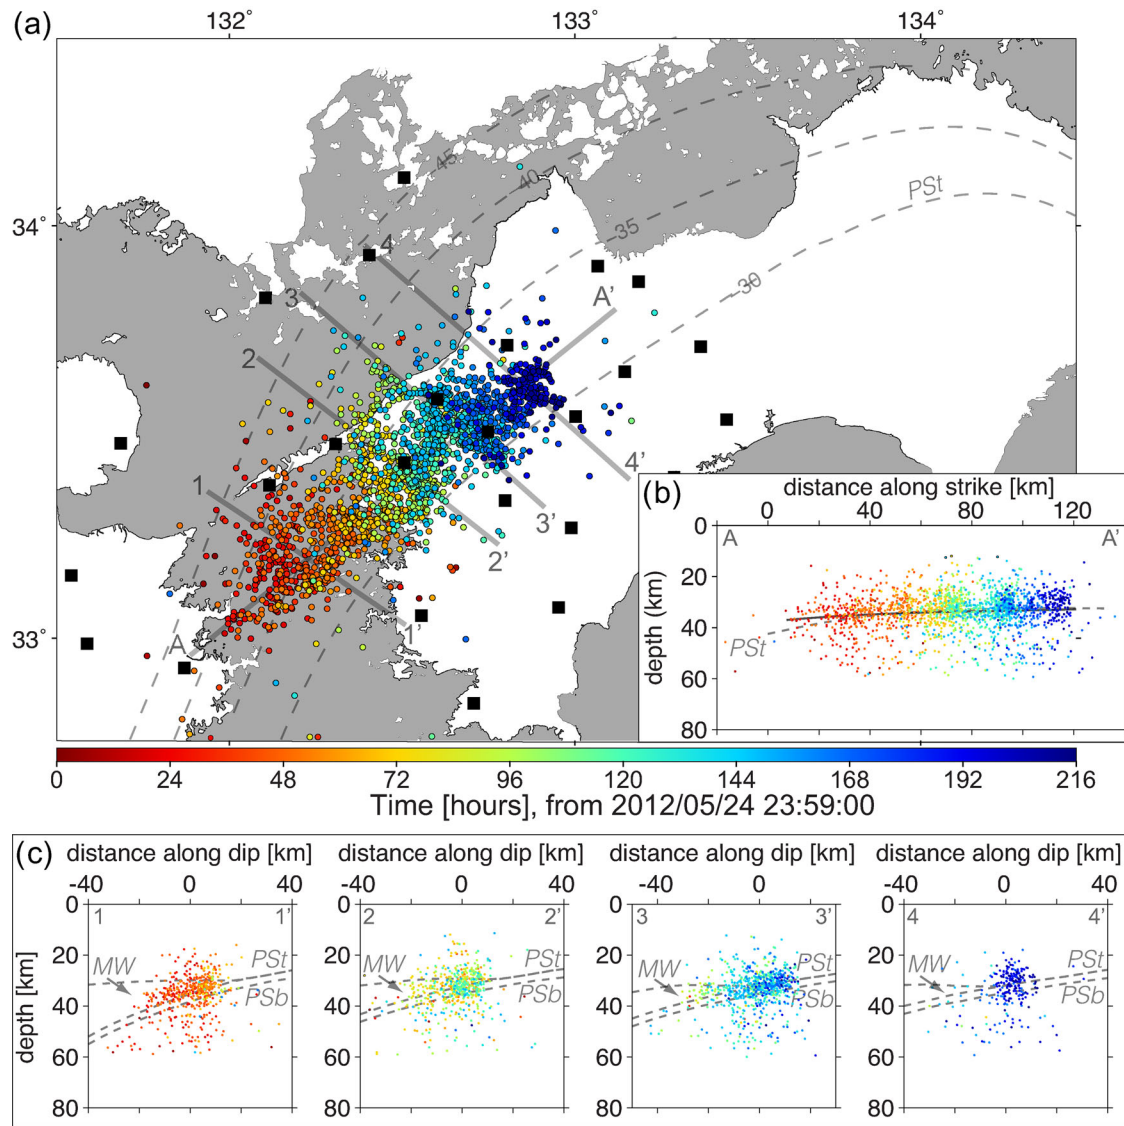 (a)
132° 133° 134°
34
33
45
40
35
30
PSt
4
3
2
1
A'
4'
3'
2'
1'
A
(b)
distance along strike [km]
0 40 80 120
A A'
0
20
40
60
80
depth (km)
PSt
0 24 48 72 96 120 144 168 192 216
Time [hours], from 2012/05/24 23:59:00
(c)
distance along dip [km] distance along dip [km] distance along dip [km] distance along dip [km]
-40 0 40 -40 0 40 -40 0 -40 0 40
0 0 0 0
1 1' 2 2' 3 3' 4 4'
20 20 20 20
MW PSt MW PSt MW PSt MW PSt
40 PSb 40 PSb 40 PSb 40 PSb
60 60 60 60
80 80 80 80
depth [km]